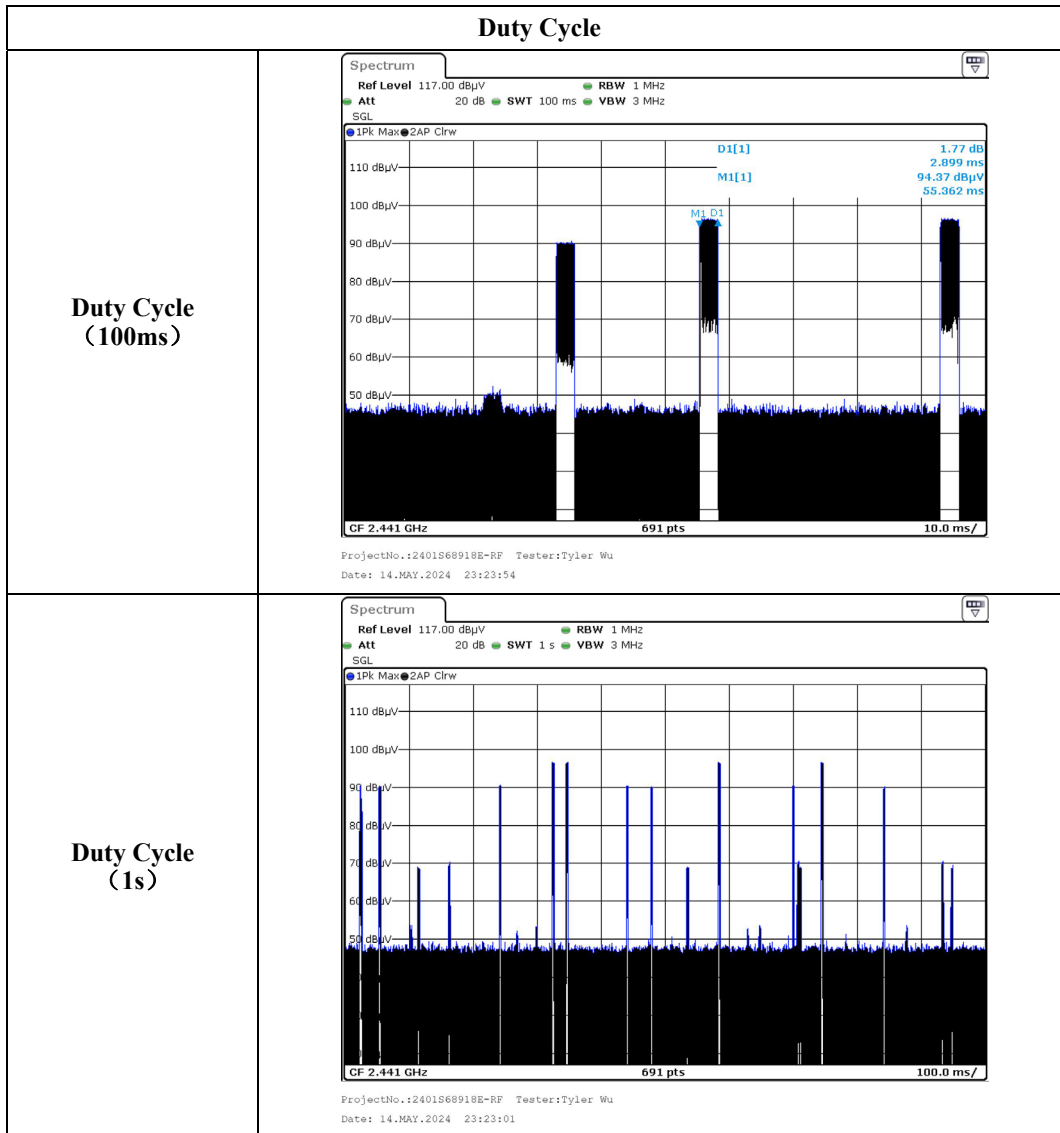 Duty Cycle
Duty Cycle
（100ms）
Spectrum
Ref Level 117.00 dBµV RBW 1 MHz
Att 20 dB SWT 100 ms VBW 3 MHz
SGL
1Pk Max 2AP Clrw
D1[1] 1.77 dB
2.899 ms
M1[1] 94.37 dBµV
55.362 ms
110 dBµV
100 dBµV
M1 D1
90 dBµV
80 dBµV
70 dBµV
60 dBµV
50 dBµV
CF 2.441 GHz 691 pts 10.0 ms/
ProjectNo.:2401S68918E-RF Tester:Tyler Wu
Date: 14.MAY.2024 23:23:54
Duty Cycle
（1s）
Spectrum
Ref Level 117.00 dBµV RBW 1 MHz
Att 20 dB SWT 1 s VBW 3 MHz
SGL
1Pk Max 2AP Clrw
110 dBµV
100 dBµV
90 dBµV
80 dBµV
70 dBµV
60 dBµV
50 dBµV
CF 2.441 GHz 691 pts 100.0 ms/
ProjectNo.:2401S68918E-RF Tester:Tyler Wu
Date: 14.MAY.2024 23:23:01